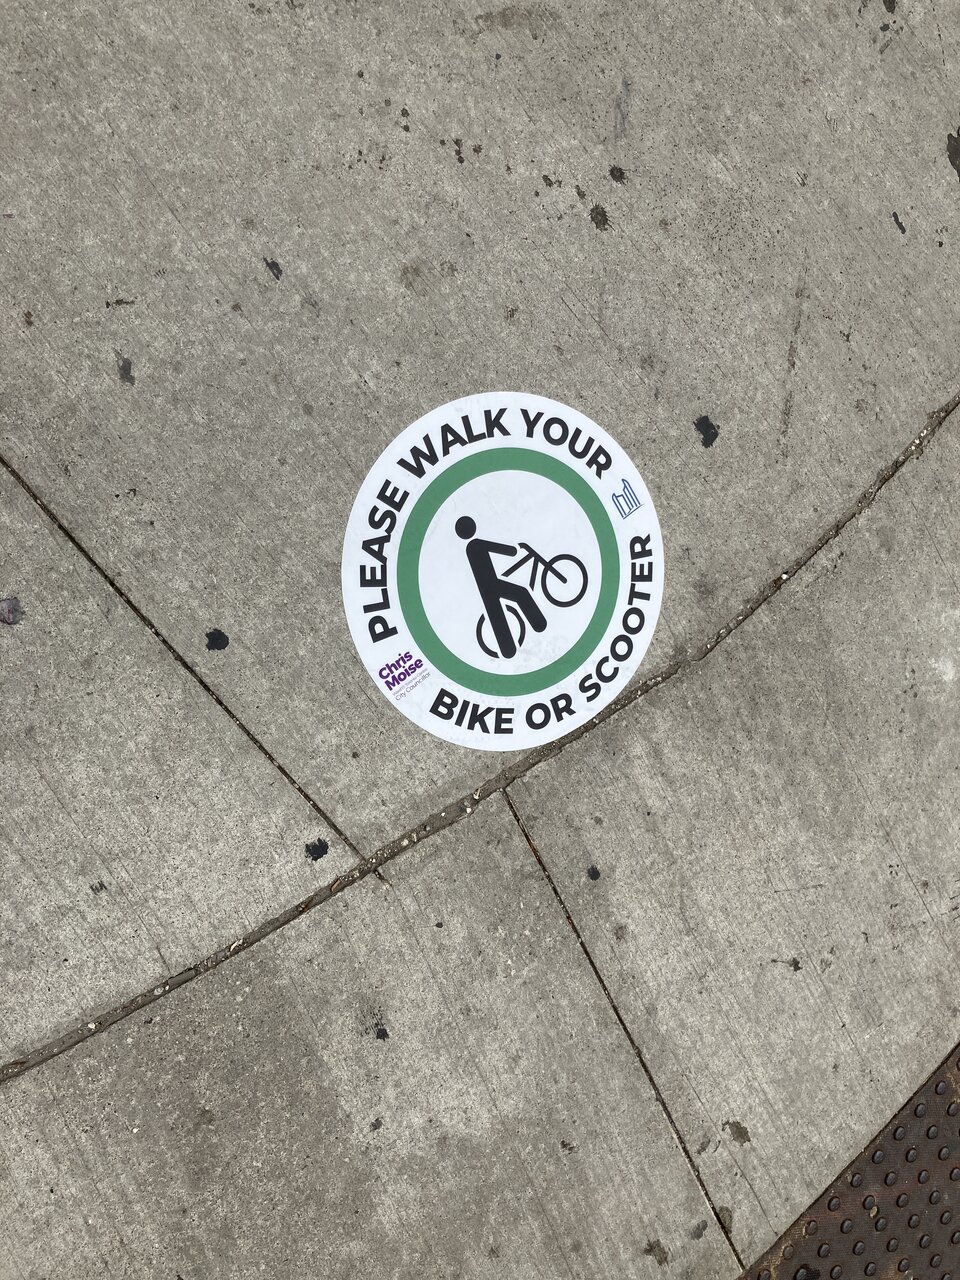 PLEASE WALK YOUR
BIKE OR SCOOTER
Chris
Moise
City Councillor